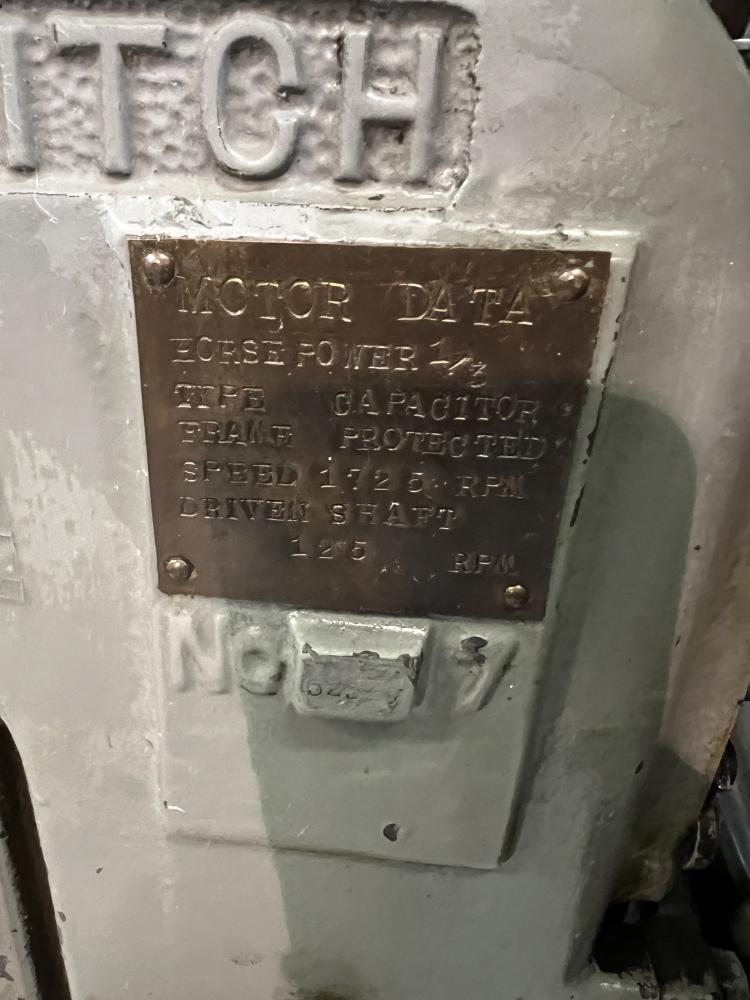 ITCH
MOTOR DATA
HORSE POWER 1/3
TYPE CAPACITOR
FRAME PROTECTED
SPEED 1725 RPM
DRIVEN SHAFT
125 RPM
NO